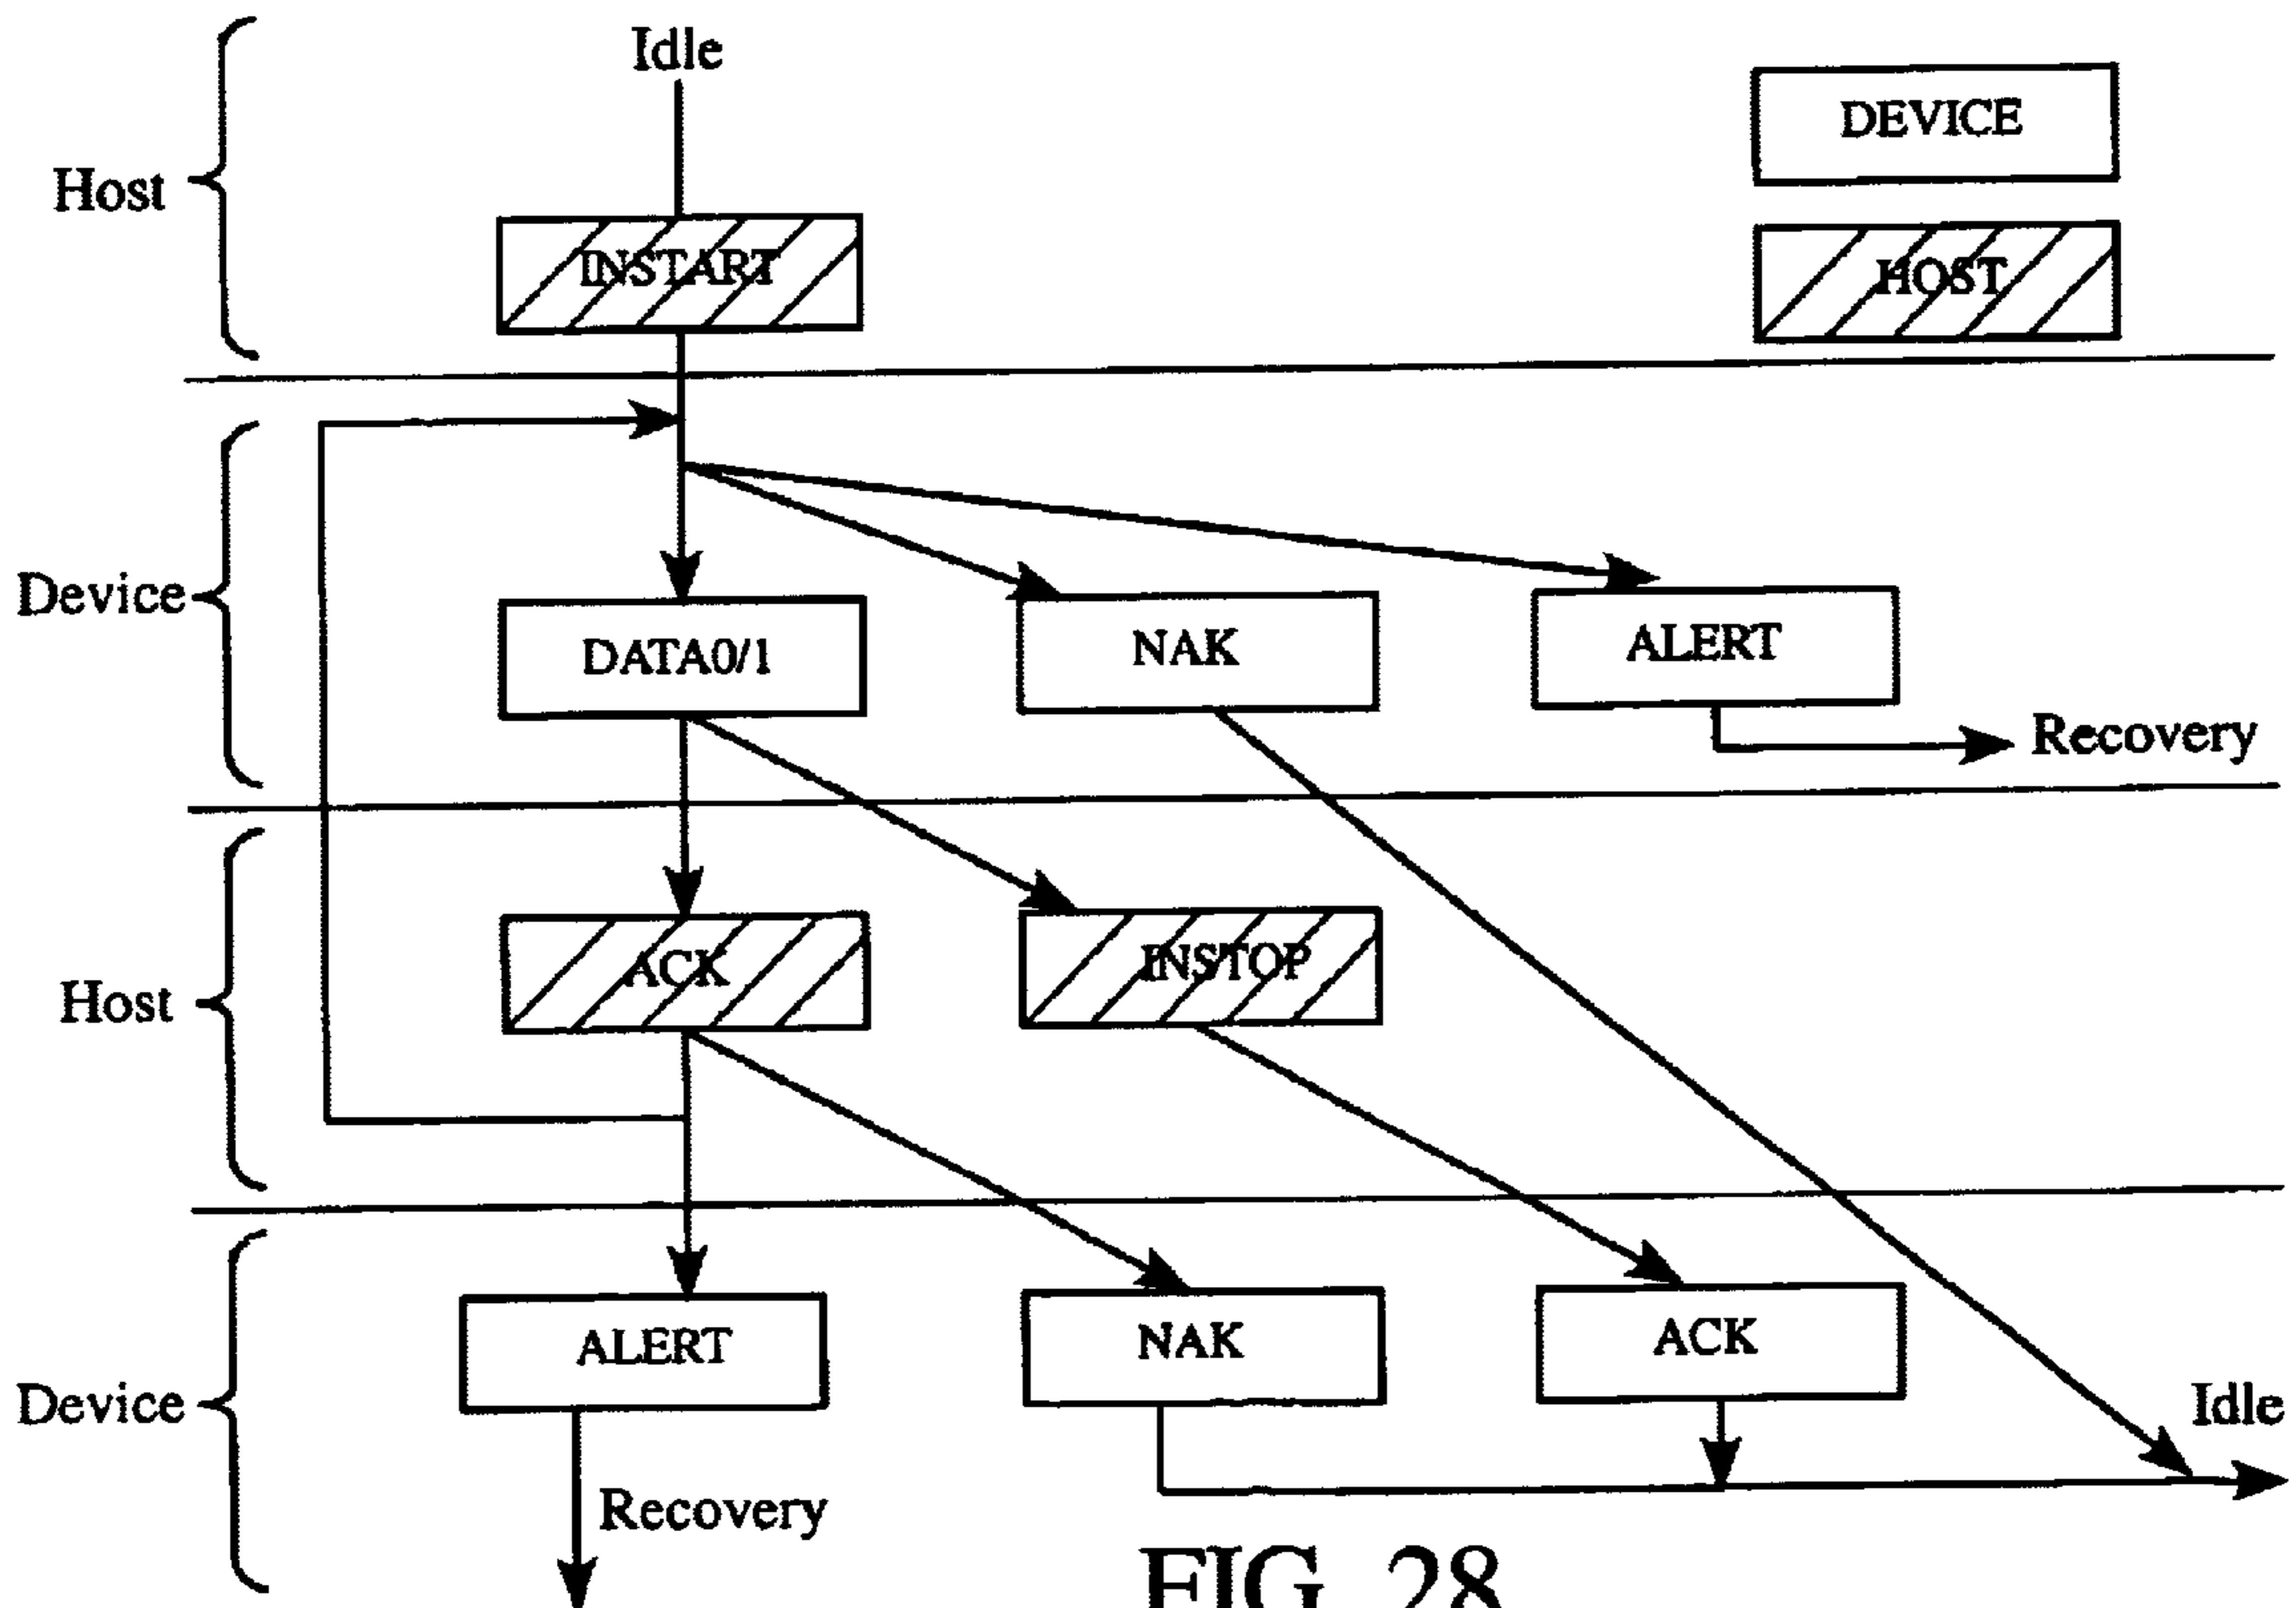 Idle
DEVICE
Host
INSTART
HOST
Device
DATA0/1
NAK
ALERT
Recovery
Host
ACK
INSTOP
Device
ALERT
NAK
ACK
Idle
Recovery
FIG. 28